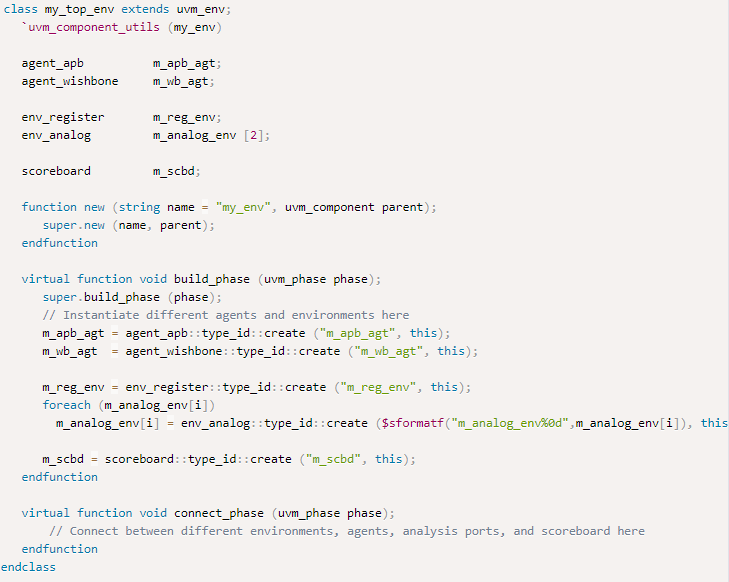 class my_top_env extends uvm_env;
   `uvm_component_utils (my_env)

   agent_apb          m_apb_agt;
   agent_wishbone     m_wb_agt;

   env_register       m_reg_env;
   env_analog         m_analog_env [2];

   scoreboard         m_scbd;

   function new (string name = "my_env", uvm_component parent);
      super.new (name, parent);
   endfunction

   virtual function void build_phase (uvm_phase phase);
      super.build_phase (phase);
      // Instantiate different agents and environments here
      m_apb_agt = agent_apb::type_id::create ("m_apb_agt", this);
      m_wb_agt  = agent_wishbone::type_id::create ("m_wb_agt", this);

      m_reg_env = env_register::type_id::create ("m_reg_env", this);
      foreach (m_analog_env[i])
        m_analog_env[i] = env_analog::type_id::create ($sformatf("m_analog_env%0d",m_analog_env[i]), this

      m_scbd = scoreboard::type_id::create ("m_scbd", this);
   endfunction

   virtual function void connect_phase (uvm_phase phase);
       // Connect between different environments, agents, analysis ports, and scoreboard here
   endfunction
endclass